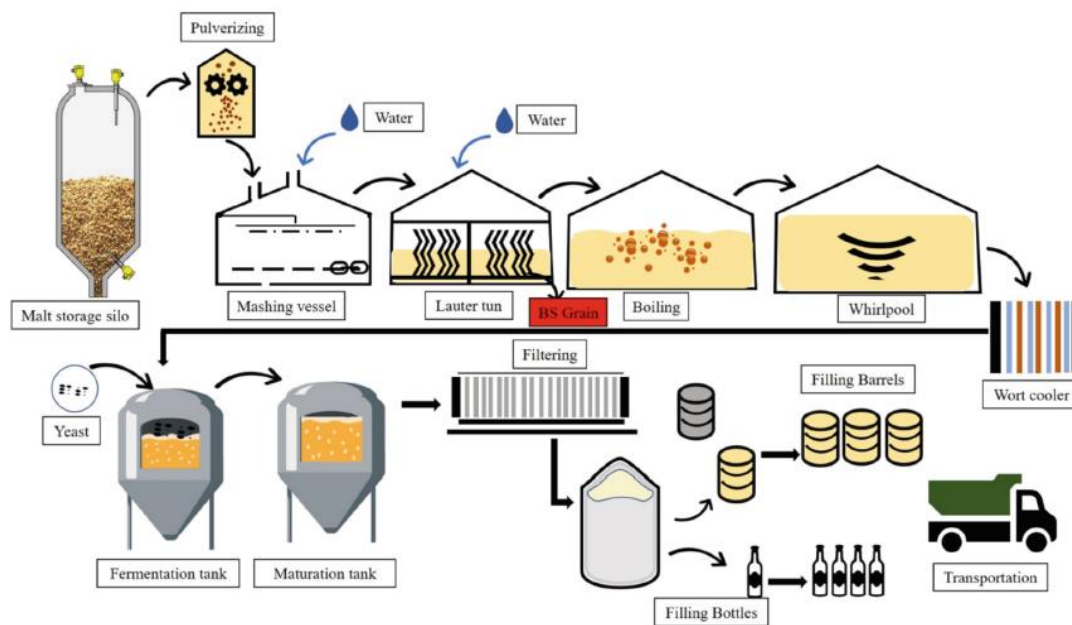 Pulverizing
Water
Water
Malt storage silo
Mashing vessel
Lauter tun
BS Grain
Boiling
Whirlpool
Wort cooler
Yeast
Fermentation tank
Maturation tank
Filtering
Filling Barrels
Filling Bottles
Transportation